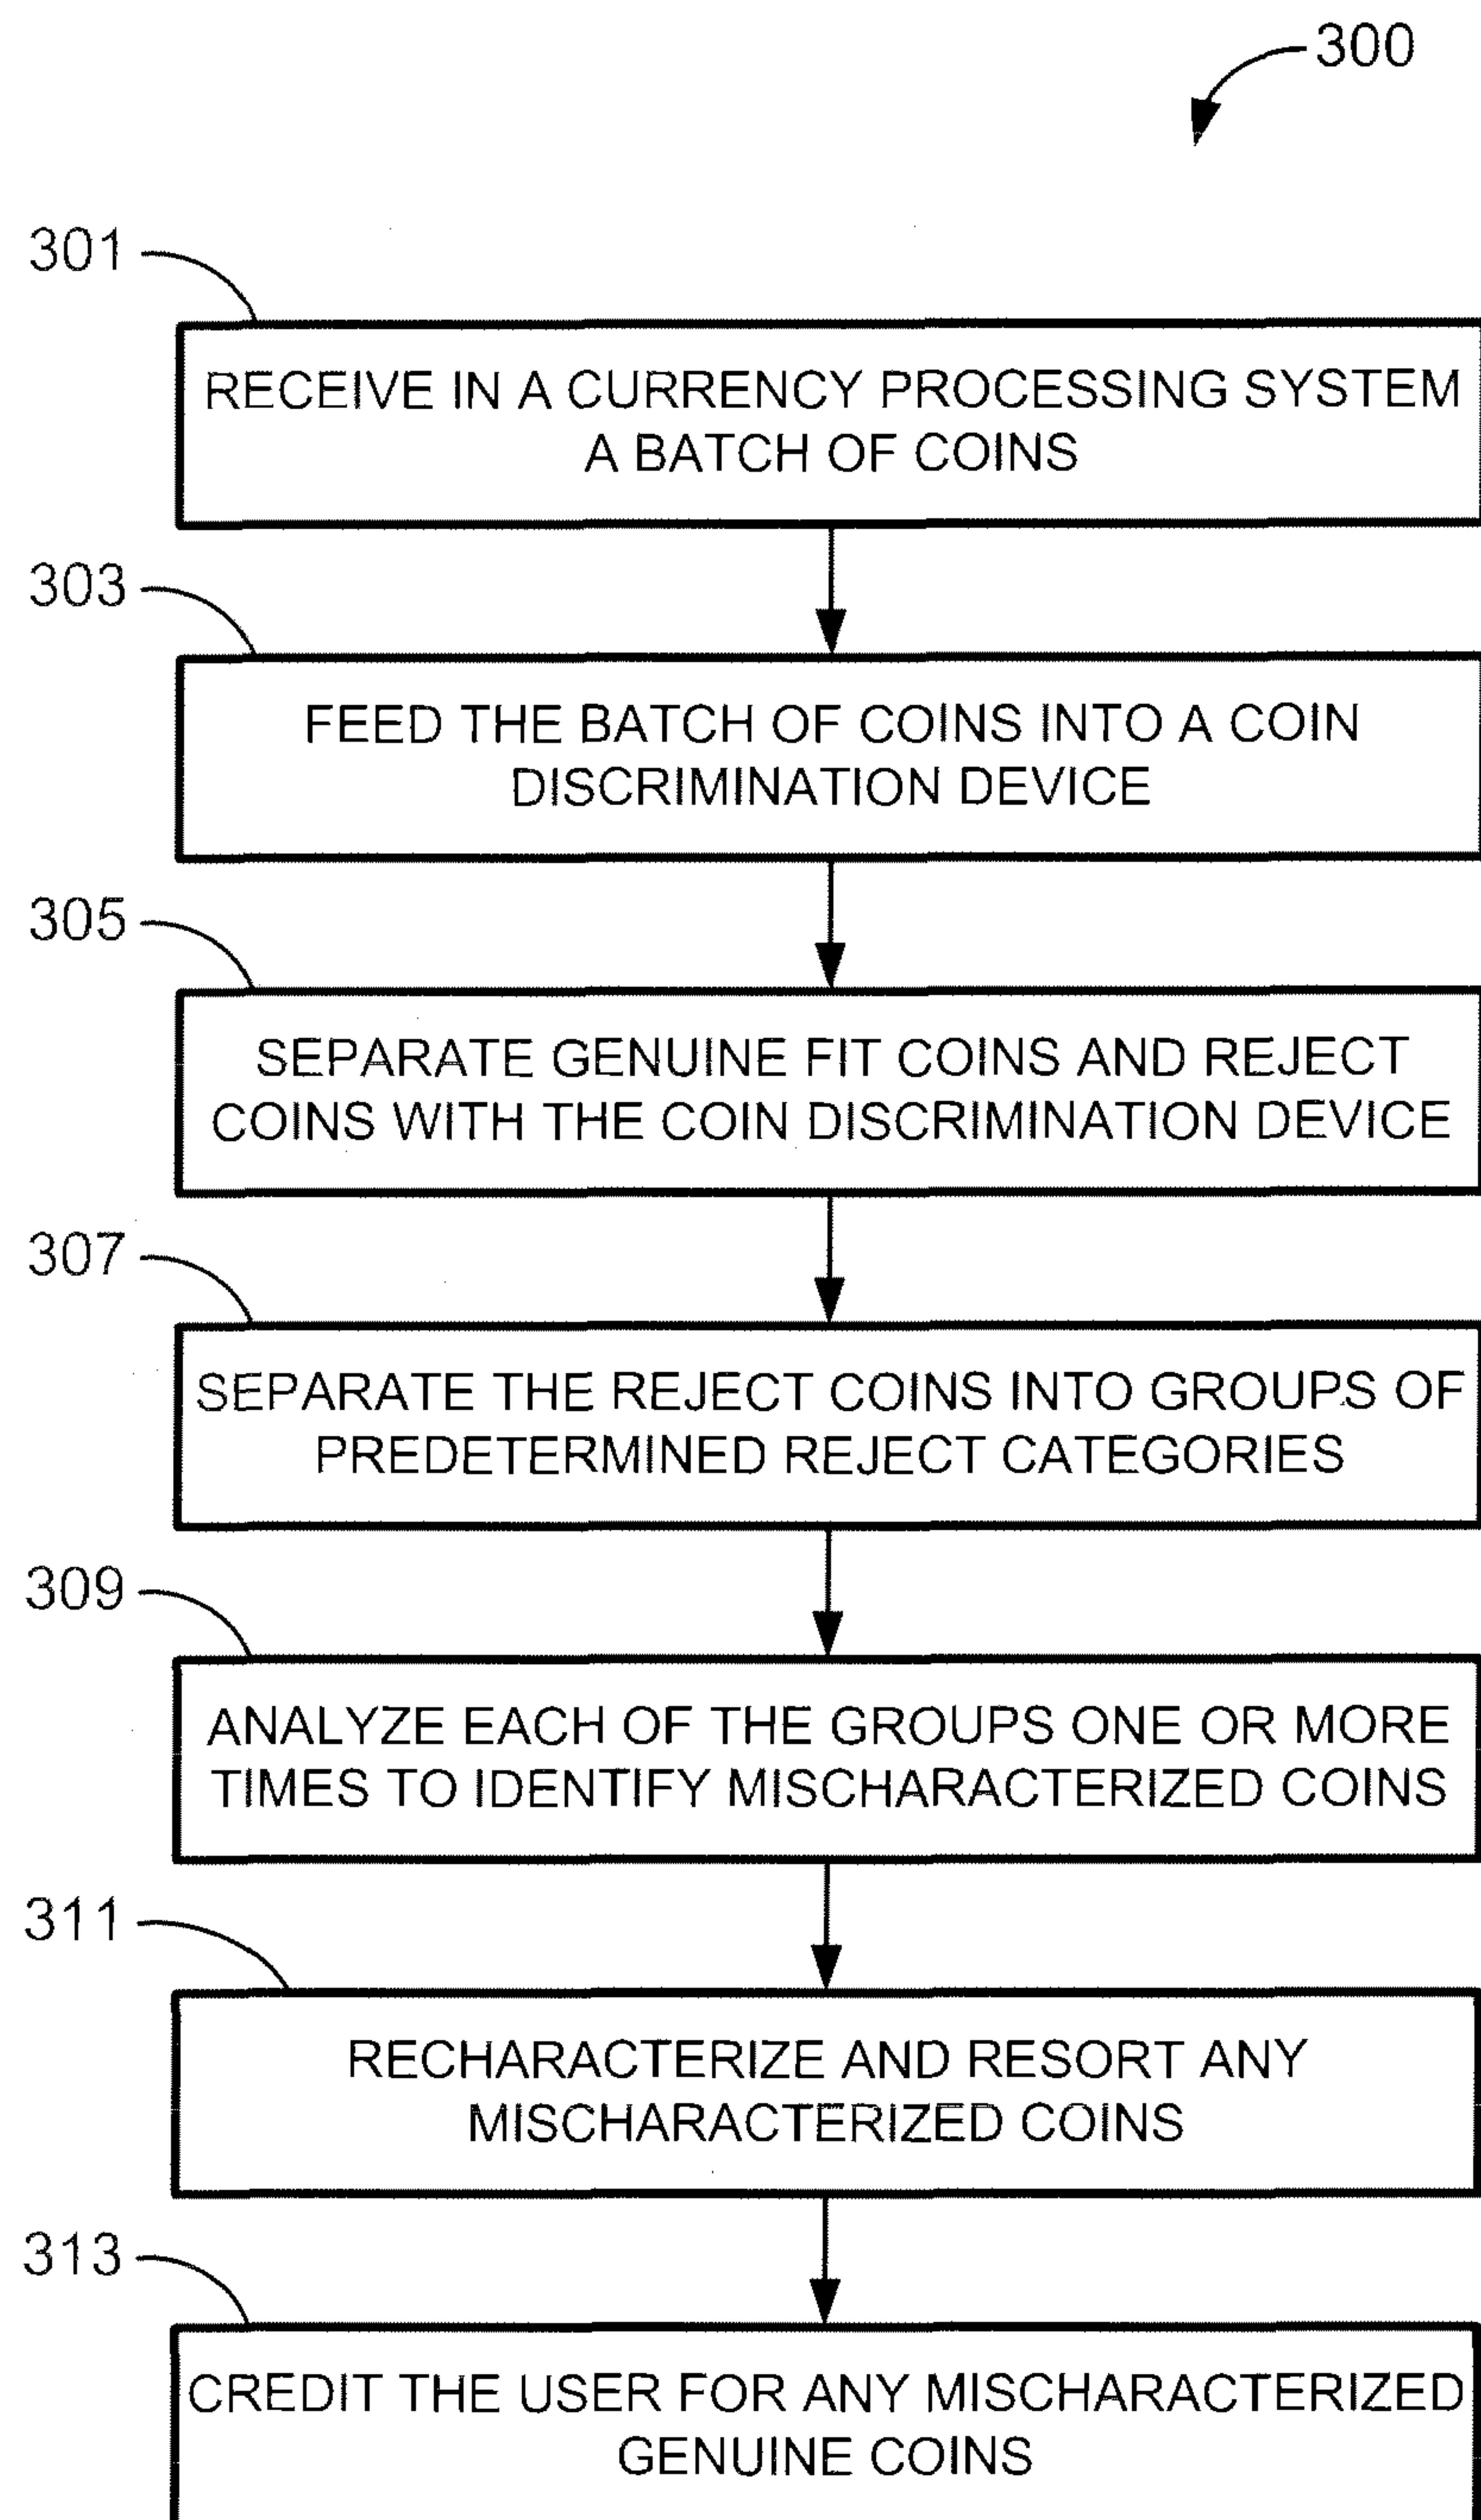 300
301
RECEIVE IN A CURRENCY PROCESSING SYSTEM
A BATCH OF COINS
303
FEED THE BATCH OF COINS INTO A COIN
DISCRIMINATION DEVICE
305
SEPARATE GENUINE FIT COINS AND REJECT
COINS WITH THE COIN DISCRIMINATION DEVICE
307
SEPARATE THE REJECT COINS INTO GROUPS OF
PREDETERMINED REJECT CATEGORIES
309
ANALYZE EACH OF THE GROUPS ONE OR MORE
TIMES TO IDENTIFY MISCHARACTERIZED COINS
311
RECHARACTERIZE AND RESORT ANY
MISCHARACTERIZED COINS
313
CREDIT THE USER FOR ANY MISCHARACTERIZED
GENUINE COINS